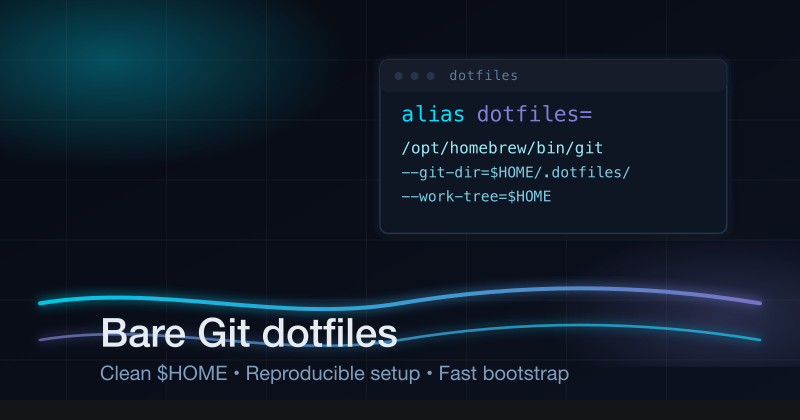 dotfiles
alias dotfiles=
/opt/homebrew/bin/git
--git-dir=$HOME/.dotfiles/
--work-tree=$HOME
Bare Git dotfiles
Clean $HOME • Reproducible setup • Fast bootstrap